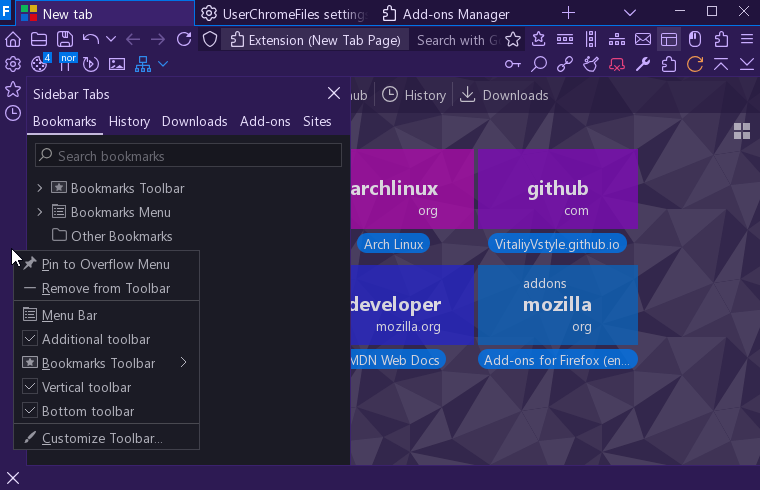 F
New tab
UserChromeFiles settings
Add-ons Manager
Extension (New Tab Page)
Search with G
4
nor
Sidebar Tabs
hub
History
Downloads
Bookmarks
History
Downloads
Add-ons
Sites
Search bookmarks
Bookmarks Toolbar
Bookmarks Menu
Other Bookmarks
archlinux
org
Arch Linux
github
com
VitaliyVstyle.github.io
developer
mozilla.org
MDN Web Docs
addons
mozilla
org
Add-ons for Firefox (en...
Pin to Overflow Menu
Remove from Toolbar
Menu Bar
Additional toolbar
Bookmarks Toolbar
Vertical toolbar
Bottom toolbar
Customize Toolbar...